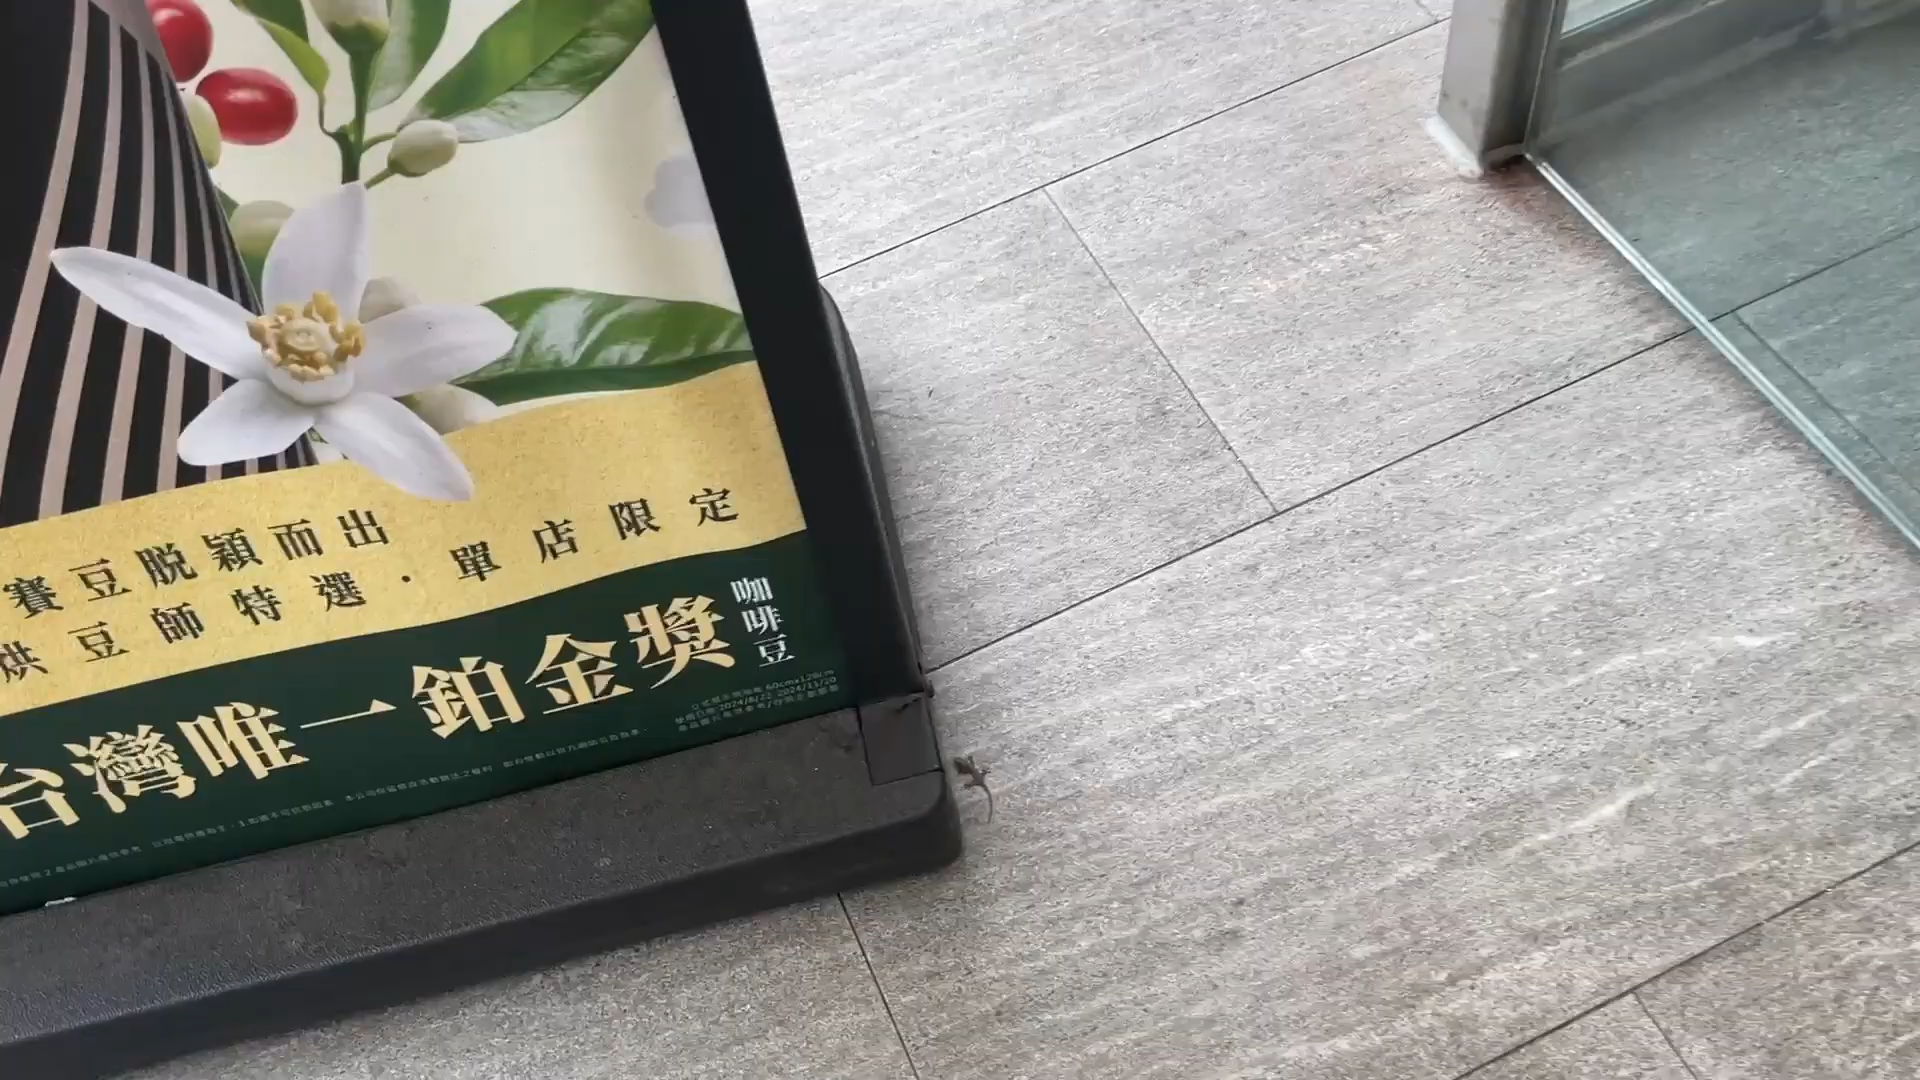 賽豆脫穎而出
烘豆師特選・單店限定
台灣唯一鉑金獎
咖啡豆